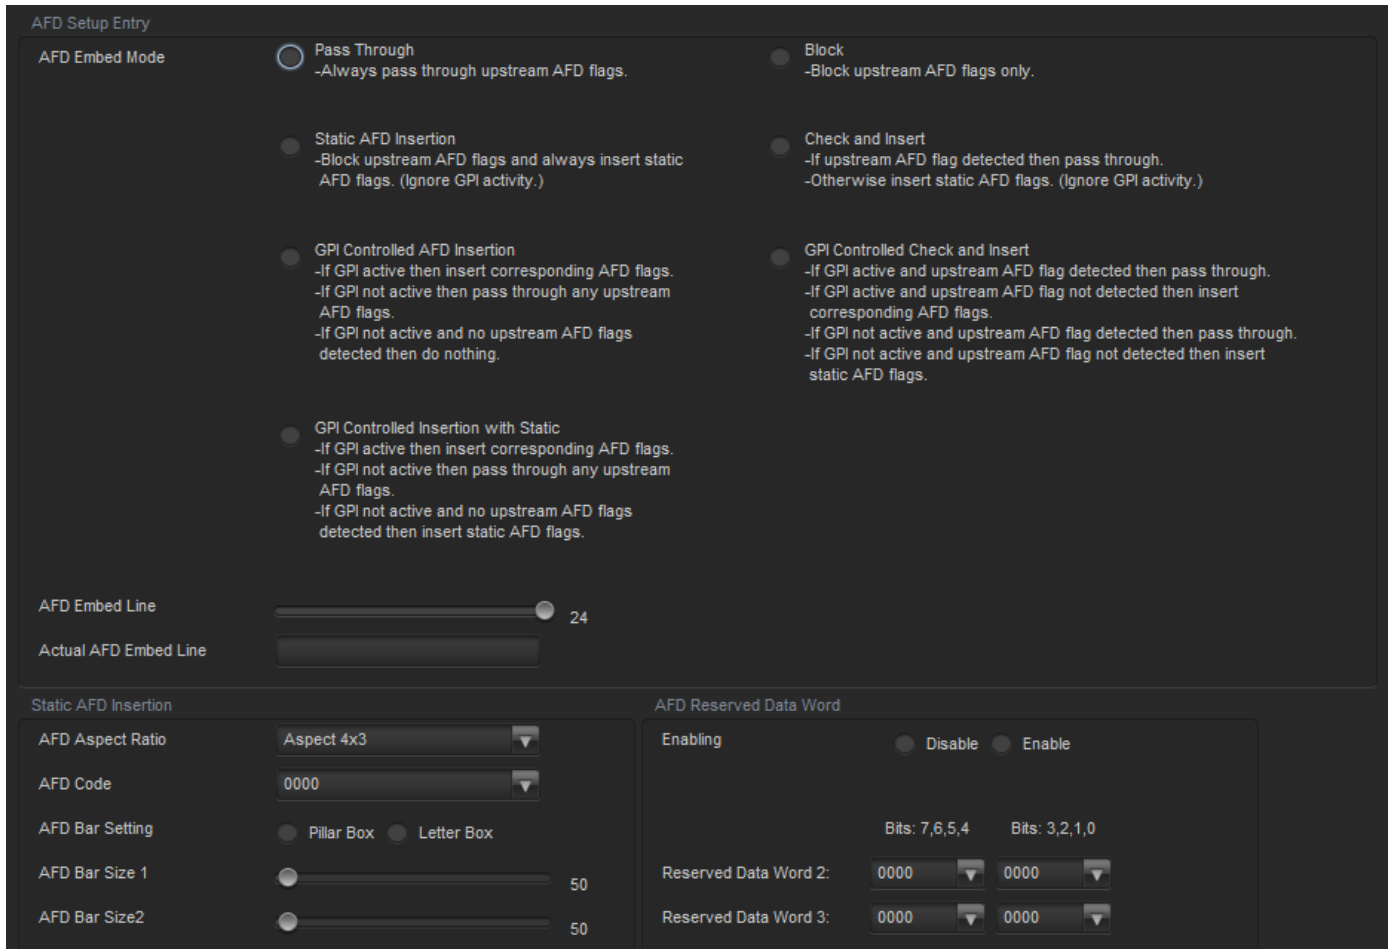 AFD Setup Entry
AFD Embed Mode
Pass Through
-Always pass through upstream AFD flags.
Block
-Block upstream AFD flags only.
Static AFD Insertion
-Block upstream AFD flags and always insert static
AFD flags. (Ignore GPI activity.)
Check and Insert
-If upstream AFD flag detected then pass through.
-Otherwise insert static AFD flags. (Ignore GPI activity.)
GPI Controlled AFD Insertion
-If GPI active then insert corresponding AFD flags.
-If GPI not active then pass through any upstream
AFD flags.
-If GPI not active and no upstream AFD flags
detected then do nothing.
GPI Controlled Check and Insert
-If GPI active and upstream AFD flag detected then pass through.
-If GPI active and upstream AFD flag not detected then insert
corresponding AFD flags.
-If GPI not active and upstream AFD flag detected then pass through.
-If GPI not active and upstream AFD flag not detected then insert
static AFD flags.
GPI Controlled Insertion with Static
-If GPI active then insert corresponding AFD flags.
-If GPI not active then pass through any upstream
AFD flags.
-If GPI not active and no upstream AFD flags
detected then insert static AFD flags.
AFD Embed Line
24
Actual AFD Embed Line
Static AFD Insertion
AFD Aspect Ratio
Aspect 4x3
AFD Code
0000
AFD Bar Setting
Pillar Box
Letter Box
AFD Bar Size 1
50
AFD Bar Size2
50
AFD Reserved Data Word
Enabling
Disable
Enable
Bits: 7,6,5,4
Bits: 3,2,1,0
Reserved Data Word 2:
0000
0000
Reserved Data Word 3:
0000
0000